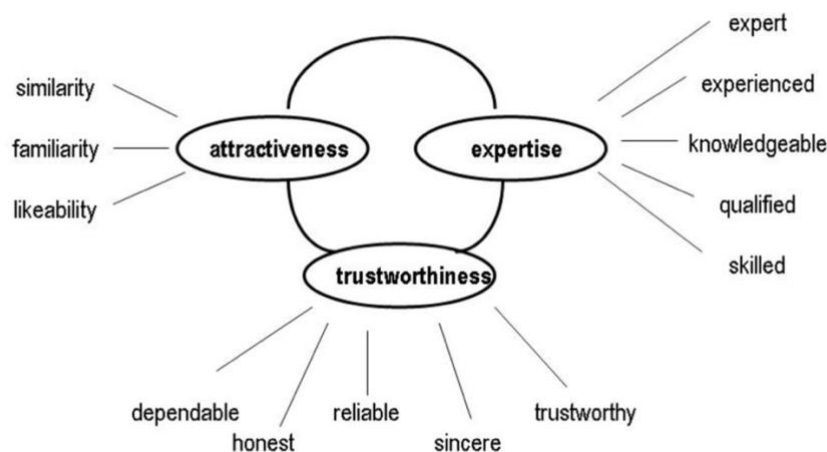 expert
similarity
experienced
familiarity
attractiveness
expertise
knowledgeable
likeability
qualified
skilled
trustworthiness
dependable
honest
reliable
sincere
trustworthy